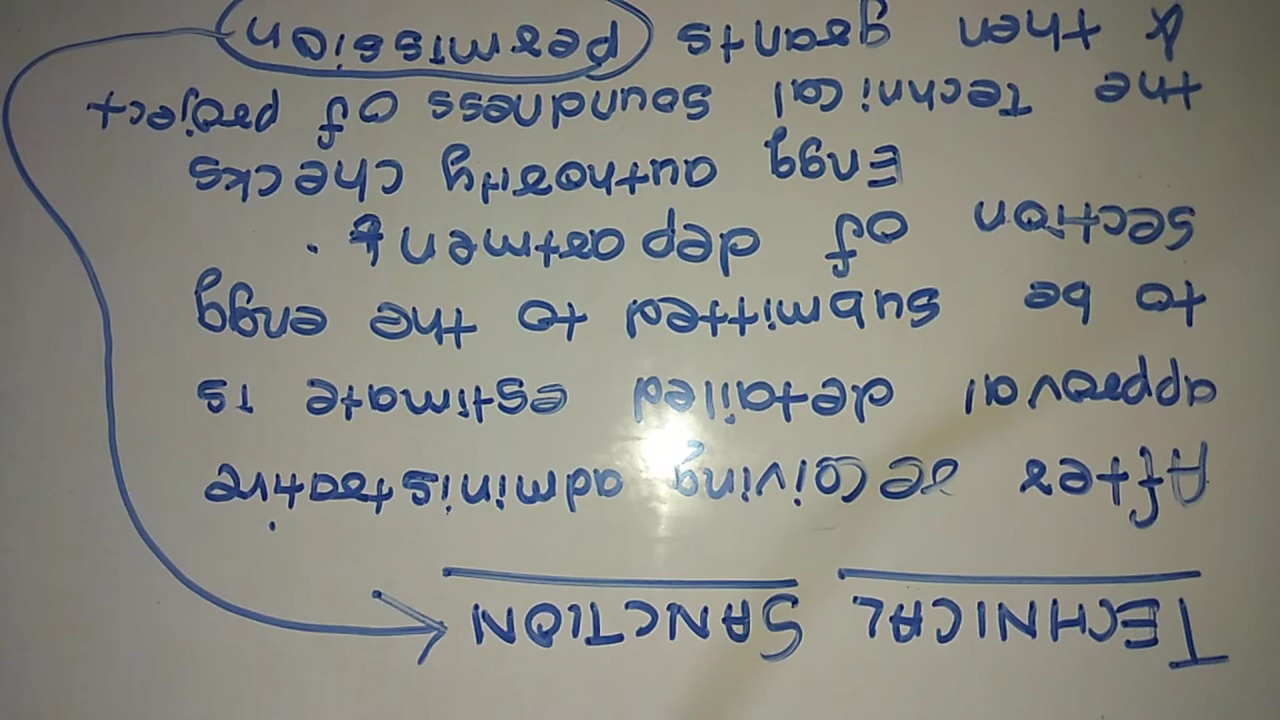 TECHNICAL SANCTION
After recoiving administrative
approval detailed estimate is
to be submitted to the engg
section of department.
Engg authority checks
the Technical soundness of project
& then grants permission